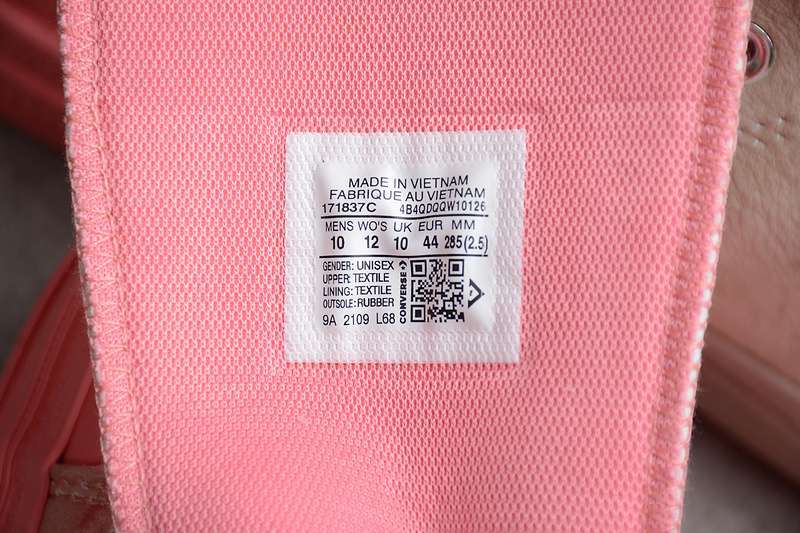 MADE IN VIETNAM
FABRIQUE AU VIETNAM
171837C 4B4QDQQW10126
MENS WO'S UK EUR MM
10 12 10 44 285(2.5)
GENDER: UNISEX
UPPER: TEXTILE
LINING: TEXTILE
OUTSOLE: RUBBER
9A 2109 L68
CONVERSE